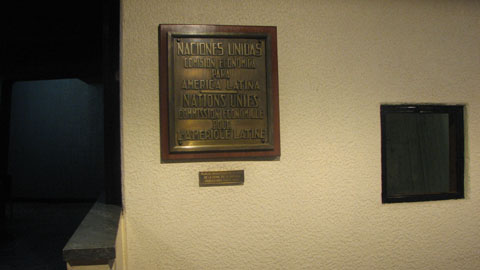 NACIONES UNIDAS
COMISION ECONOMICA
PARA
AMERICA LATINA
NATIONS UNIES
COMMISSION ECONOMIQUE
POUR
L'AMERIQUE LATINE